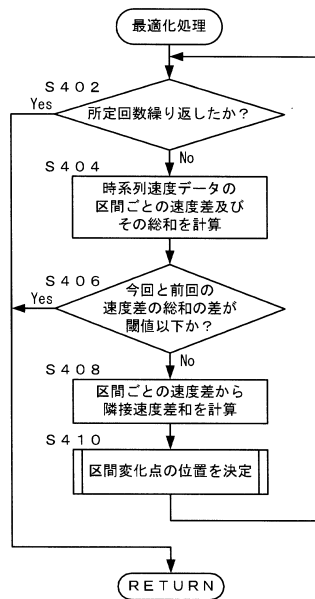 最適化処理
S402
所定回数繰り返したか？
Yes
No
S404
時系列速度データの
区間ごとの速度差及び
その総和を計算
S406
今回と前回の
速度差の総和の差が
閾値以下か？
Yes
No
S408
区間ごとの速度差から
隣接速度差和を計算
S410
区間変化点の位置を決定
RETURN